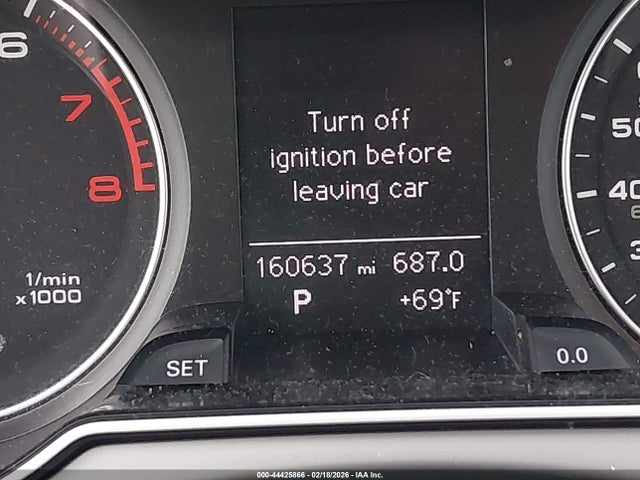 6
7
8
1/min
x1000
Turn off
ignition before
leaving car
160637 mi 687.0
P +69°F
SET
0.0
40
000-44425866 - 02/18/2026 - IAA Inc.